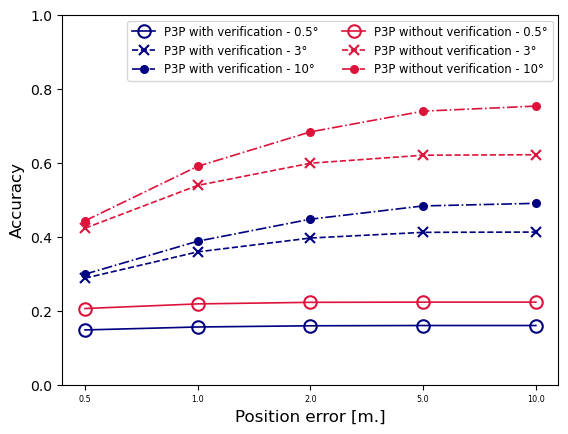 1.0
P3P with verification - 0.5°
P3P with verification - 3°
P3P with verification - 10°
P3P without verification - 0.5°
P3P without verification - 3°
P3P without verification - 10°
0.8
0.6
0.4
0.2
0.0
Accuracy
0.5 1.0 2.0 5.0 10.0
Position error [m.]